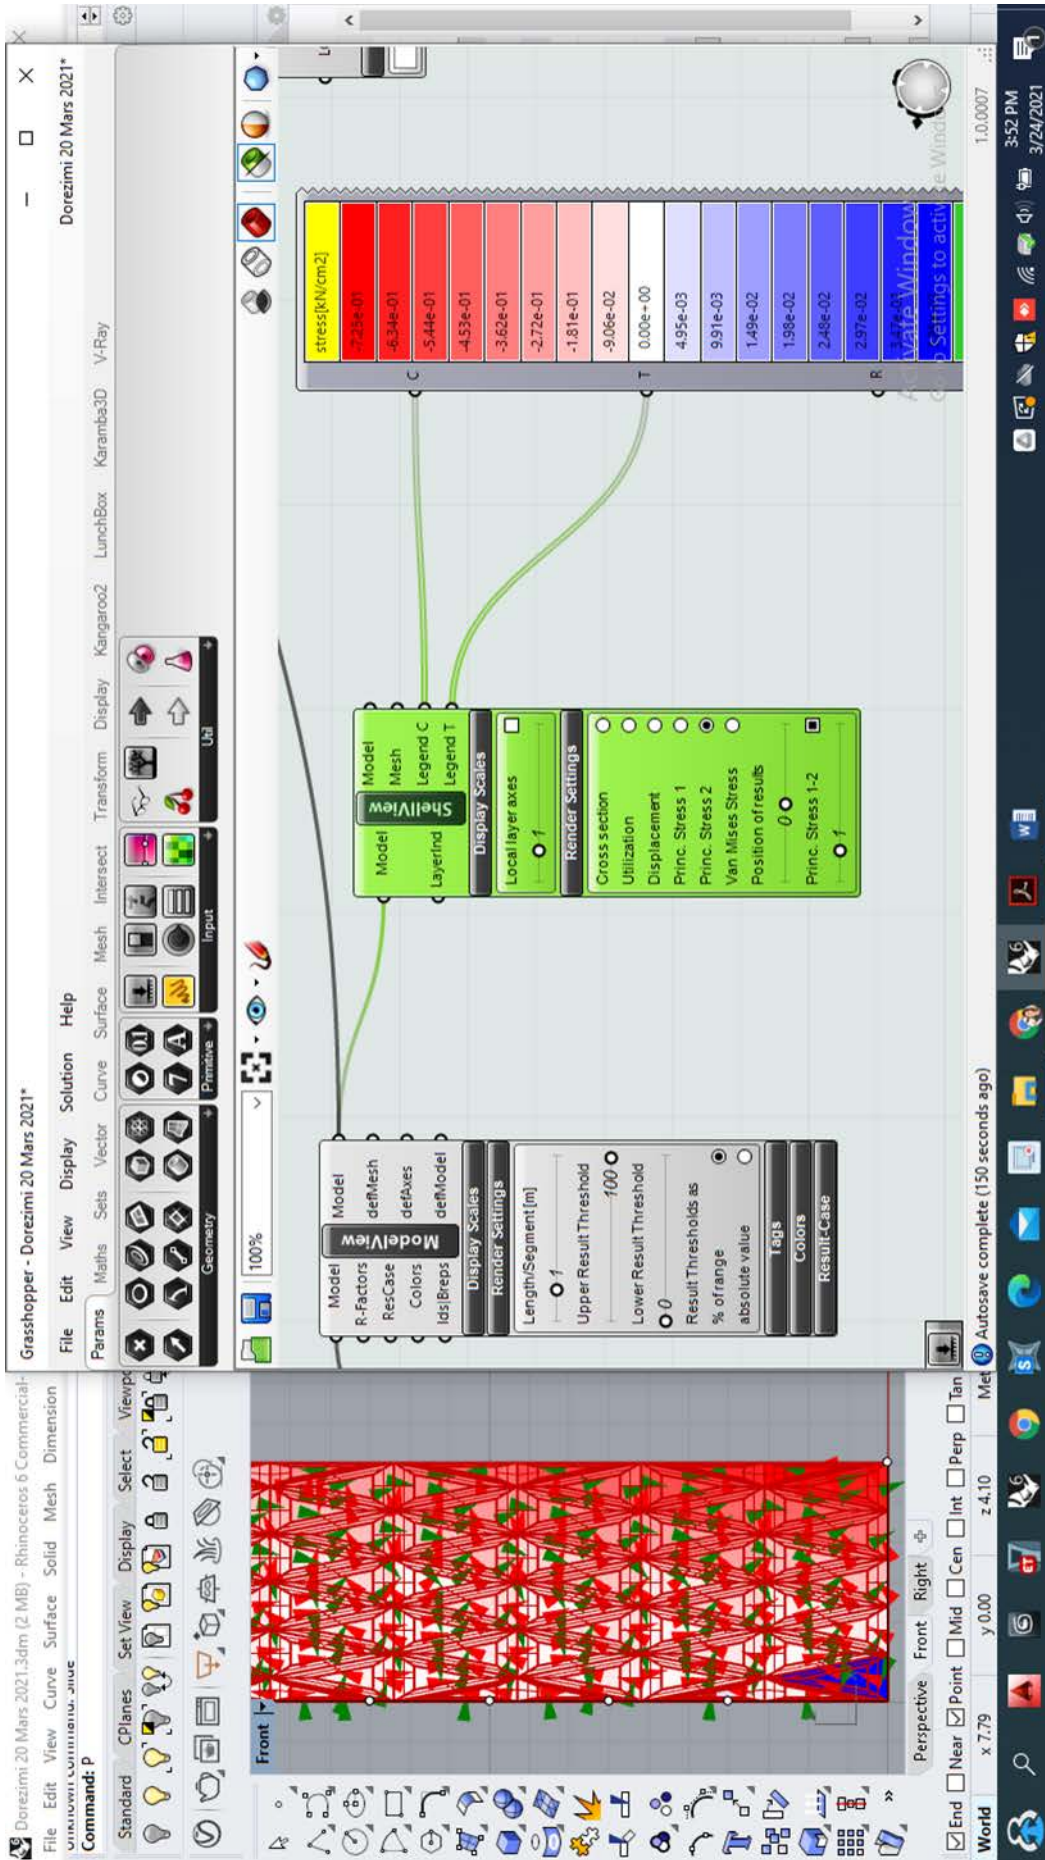 Dorezimi 20 Mars 2021.3dm (2 MB) - Rhinoceros 6 Commercial-
File Edit View Curve Surface Solid Mesh Dimension
Command: P
Standard CPlanes Set View Display Select Viewpo
Front
Perspective Front Right
End Near Point Mid Cen Int Perp Tan
World x 7.79 y 0.00 z 4.10 Met
Grasshopper - Dorezimi 20 Mars 2021*
File Edit View Display Solution Help Dorezimi 20 Mars 2021*
Params Maths Sets Vector Curve Surface Mesh Intersect Transform Display Kangaroo2 LunchBox Karamba3D V-Ray
Geometry Primitive Input Util
100%
Model Model
R-Factors defMesh
ResCase defAxes
Colors defModel
Ids|Breps
ModelView
Display Scales
Render Settings
Length/Segment[m]
1
Upper Result Threshold
100
Lower Result Threshold
0
Result Thresholds as
% of range
absolute value
Tags
Colors
Result-Case
Model Model
LayerInd Mesh
Legend C
Legend T
ShellView
Display Scales
Local layer axes
1
Render Settings
Cross section
Utilization
Displacement
Princ. Stress 1
Princ. Stress 2
Van Mises Stress
Position of results
0
Princ. Stress 1-2
1
C
T
R
stress[kN/cm2]
-7.25e-01
-6.34e-01
-5.44e-01
-4.53e-01
-3.62e-01
-2.72e-01
-1.81e-01
-9.06e-02
0.00e+00
4.95e-03
9.91e-03
1.49e-02
1.98e-02
2.48e-02
2.97e-02
Activate Window
Go to Settings to activate Windo
Autosave complete (150 seconds ago)
1.0.0007
3:52 PM
3/24/2021